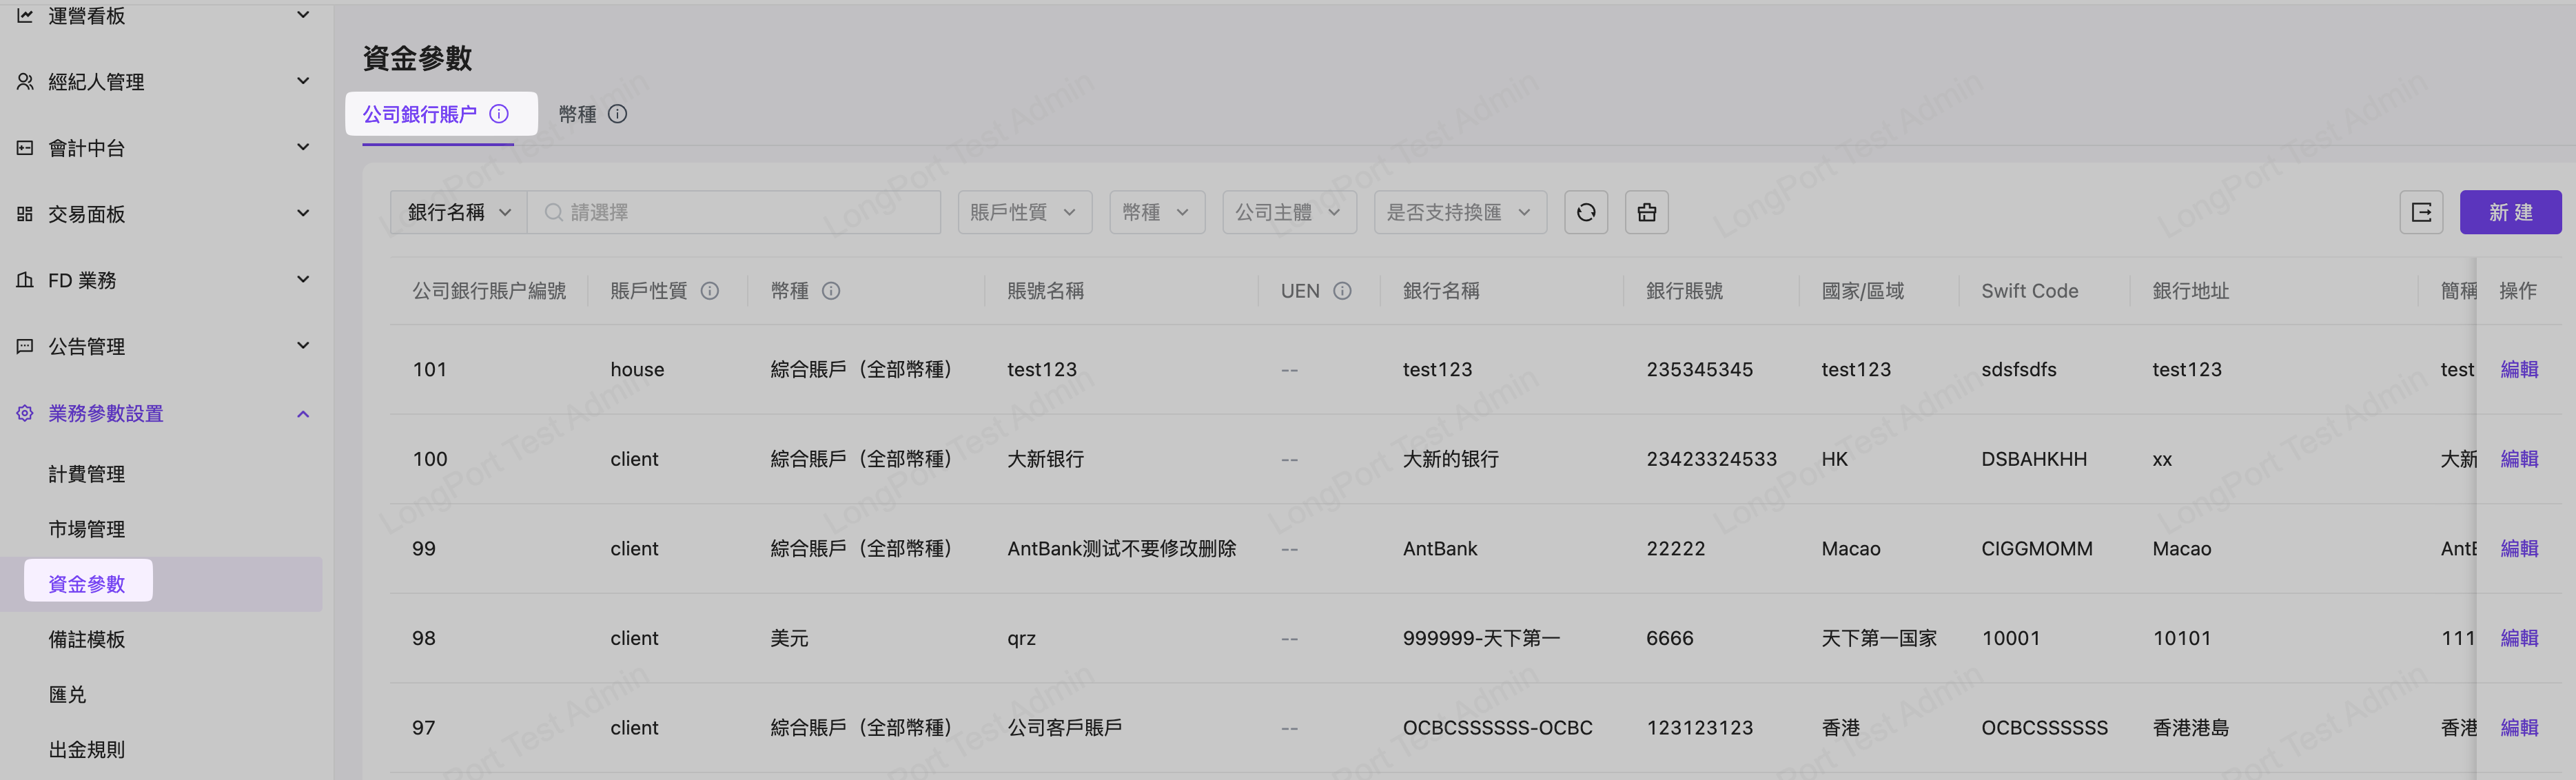 運營看板
經紀人管理
會計中台
交易面板
FD 業務
公告管理
業務參數設置
計費管理
市場管理
資金參數
備註模板
匯兑
出金規則
資金參數
公司銀行賬户 幣種
銀行名稱 請選擇 賬戶性質 幣種 公司主體 是否支持換匯 新 建
公司銀行賬户編號 賬戶性質 幣種 賬號名稱 UEN 銀行名稱 銀行賬號 國家/區域 Swift Code 銀行地址 簡稱 操作
101 house 綜合賬戶（全部幣種） test123 -- test123 235345345 test123 sdsfsdfs test123 test 編輯
100 client 綜合賬戶（全部幣種） 大新银行 -- 大新的银行 23423324533 HK DSBAHKHH xx 大新 編輯
99 client 綜合賬戶（全部幣種） AntBank测试不要修改删除 -- AntBank 22222 Macao CIGGMOMM Macao Ant 編輯
98 client 美元 qrz -- 999999-天下第一 6666 天下第一国家 10001 10101 111 編輯
97 client 綜合賬戶（全部幣種） 公司客戶賬戶 -- OCBCSSSSSS-OCBC 123123123 香港 OCBCSSSSSS 香港港島 香港 編輯
LongPort Test Admin